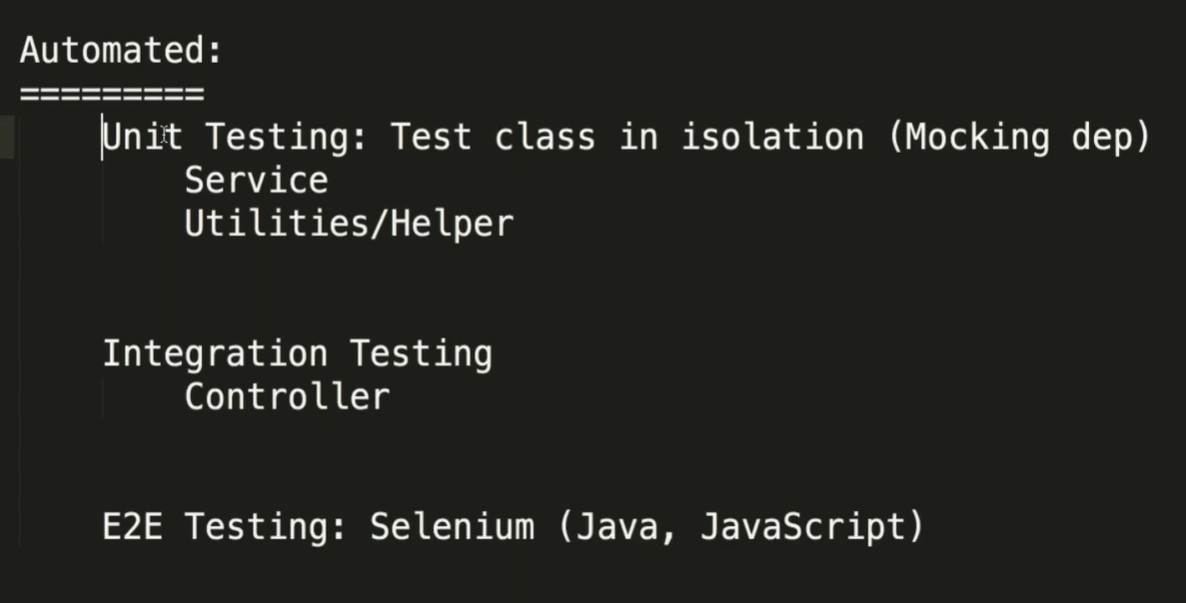 Automated:
=========
Unit Testing: Test class in isolation (Mocking dep)
Service
Utilities/Helper
Integration Testing
Controller
E2E Testing: Selenium (Java, JavaScript)